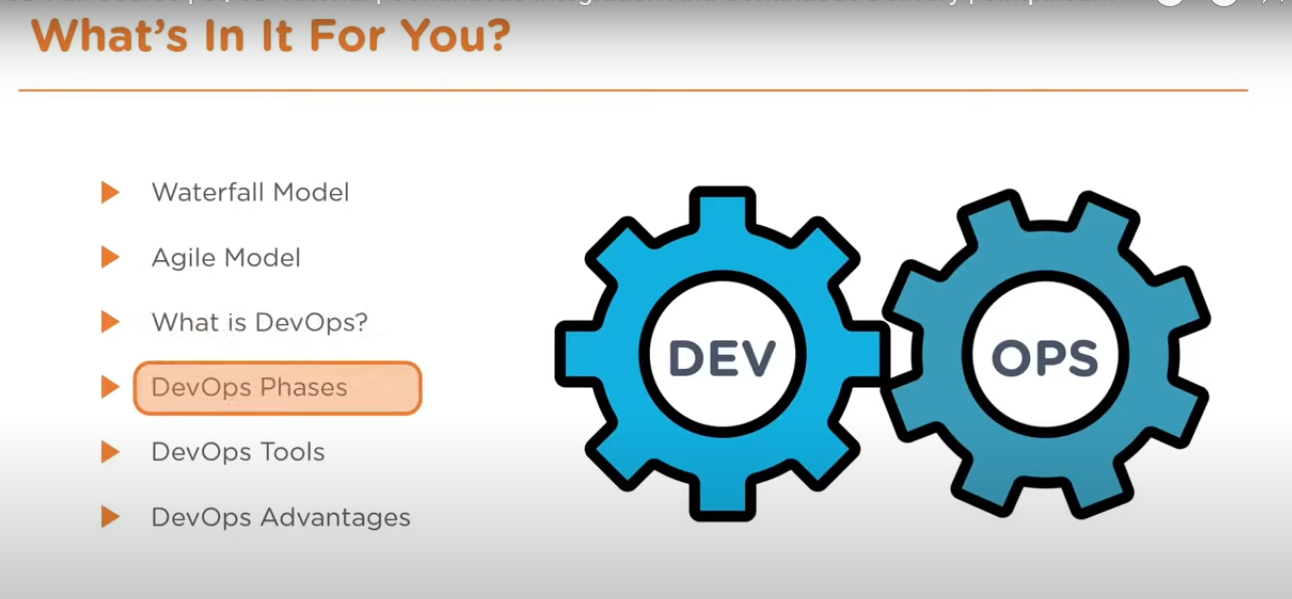 What's In It For You?
Waterfall Model
Agile Model
What is DevOps?
DevOps Phases
DevOps Tools
DevOps Advantages
DEV
OPS